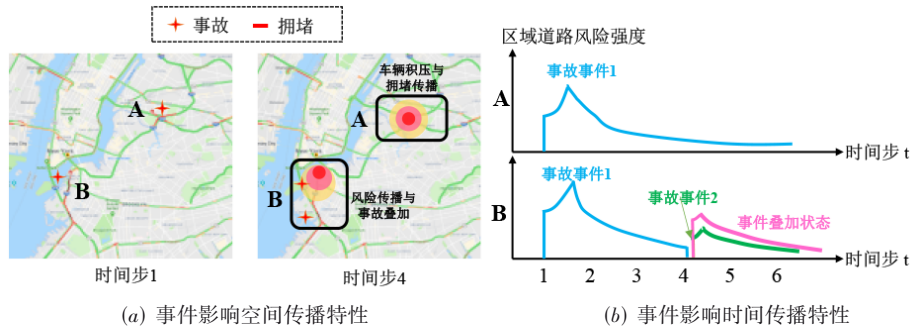 事故 拥堵
A
B
时间步1
车辆积压与
拥堵传播
A
B
风险传播与
事故叠加
时间步4
(a) 事件影响空间传播特性
区域道路风险强度
A
事故事件1
时间步 t
B
事故事件1
事故事件2
事件叠加状态
时间步 t
1 2 3 4 5 6
(b) 事件影响时间传播特性